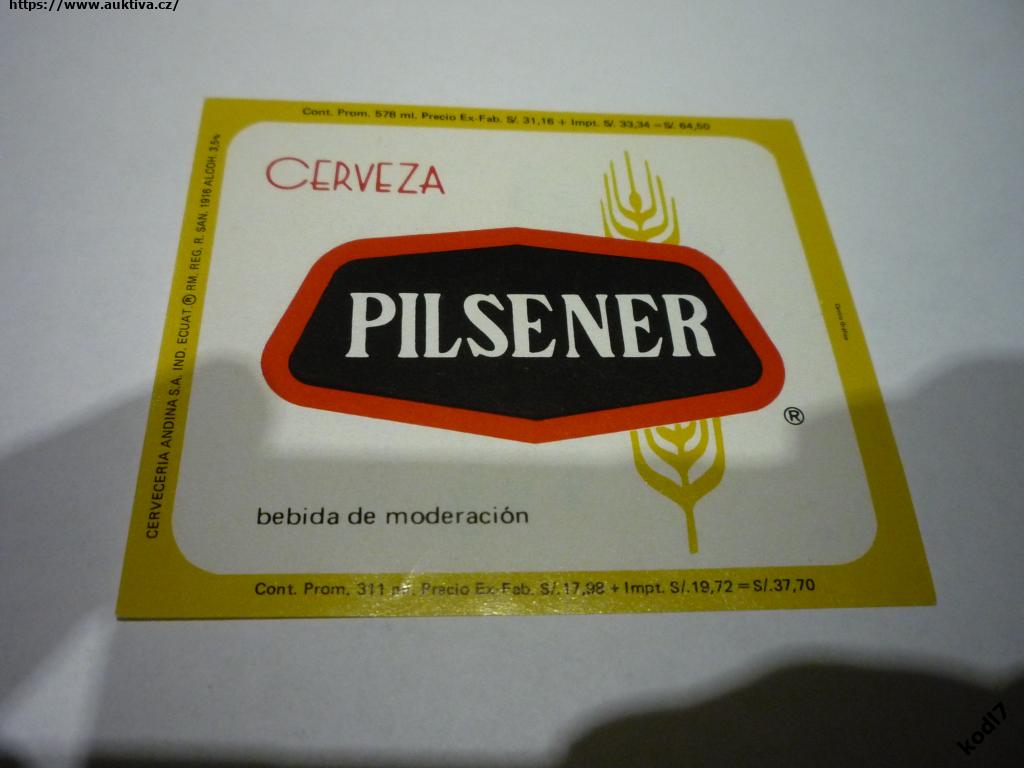 https://www.auktiva.cz/
Cont. Prom. 578 ml. Precio Ex-Fab. S/. 31,16 + Impt. S/. 33,34 = S/. 64,50
CERVECERIA ANDINA S.A. IND. ECUAT. ® RM. REG. R. SAN. 1916 ALCOH. 3,5%
CERVEZA
PILSENER
®
bebida de moderación
Cont. Prom. 311 ml. Precio Ex-Fab. S/.17,98 + Impt. S/.19,72 = S/.37,70
kodl7